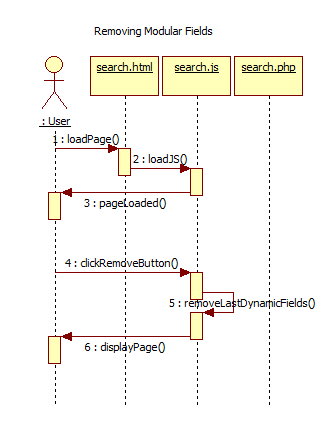 Removing Modular Fields
search.html search.js search.php
: User
1 : loadPage()
2 : loadJS()
3 : pageLoaded()
4 : clickRemoveButton()
5 : removeLastDynamicFields()
6 : displayPage()